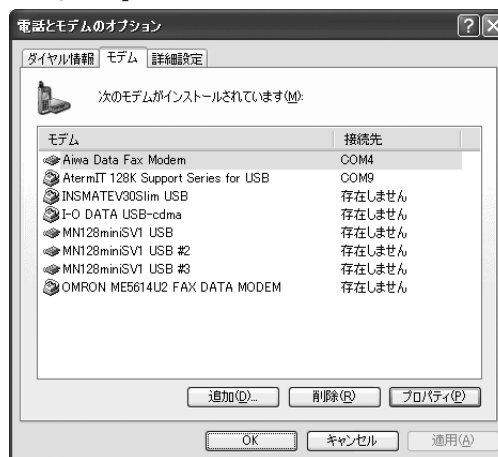 電話とモデムのオプション
ダイヤル情報 モデム 詳細設定
次のモデムがインストールされています(M):
モデム 接続先
Aiwa Data Fax Modem COM4
AtermIT 128K Support Series for USB COM9
INSMATEV30Slim USB 存在しません
I-O DATA USB-cdma 存在しません
MN128miniSV1 USB 存在しません
MN128miniSV1 USB #2 存在しません
MN128miniSV1 USB #3 存在しません
OMRON ME5614U2 FAX DATA MODEM 存在しません
追加(D)... 削除(R) プロパティ(P)
OK キャンセル 適用(A)